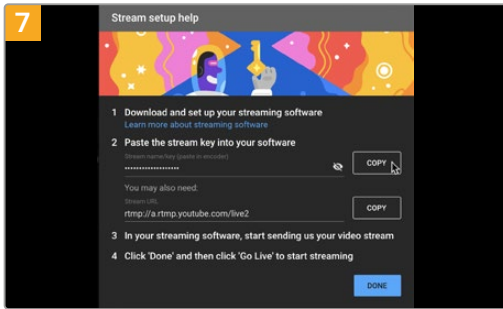 7
Stream setup help
1 Download and set up your streaming software
Learn more about streaming software
2 Paste the stream key into your software
Stream name/key (paste in encoder)
••••••••••••••••••••
COPY
You may also need:
Stream URL
rtmp://a.rtmp.youtube.com/live2
COPY
3 In your streaming software, start sending us your video stream
4 Click 'Done' and then click 'Go Live' to start streaming
DONE